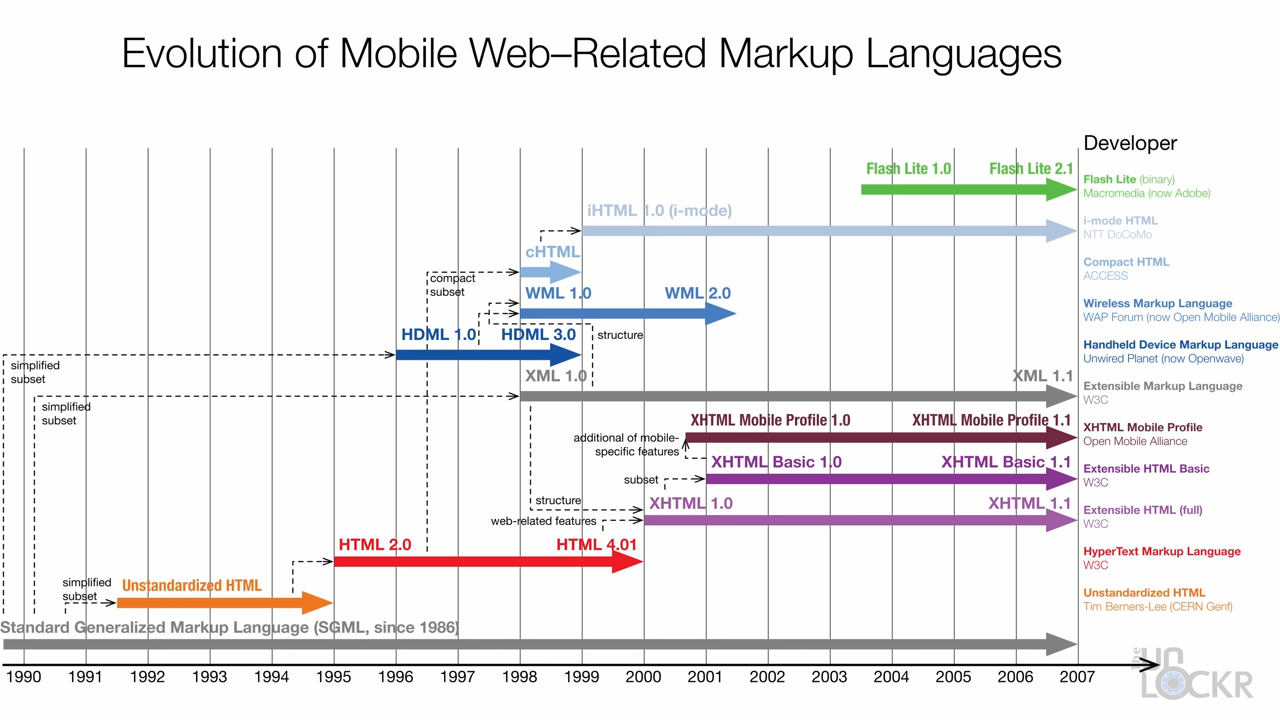 Evolution of Mobile Web–Related Markup Languages
Developer
Flash Lite 1.0
Flash Lite 2.1
Flash Lite (binary)
Macromedia (now Adobe)
iHTML 1.0 (i-mode)
i-mode HTML
NTT DoCoMo
cHTML
Compact HTML
ACCESS
compact
subset
WML 1.0
WML 2.0
Wireless Markup Language
WAP Forum (now Open Mobile Alliance)
HDML 1.0
HDML 3.0
structure
Handheld Device Markup Language
Unwired Planet (now Openwave)
simplified
subset
XML 1.0
XML 1.1
Extensible Markup Language
W3C
simplified
subset
XHTML Mobile Profile 1.0
XHTML Mobile Profile 1.1
XHTML Mobile Profile
Open Mobile Alliance
additional of mobile-
specific features
XHTML Basic 1.0
XHTML Basic 1.1
Extensible HTML Basic
W3C
subset
structure
XHTML 1.0
XHTML 1.1
Extensible HTML (full)
W3C
web-related features
HTML 2.0
HTML 4.01
HyperText Markup Language
W3C
simplified
subset
Unstandardized HTML
Unstandardized HTML
Tim Berners-Lee (CERN Genf)
Standard Generalized Markup Language (SGML, since 1986)
1990 1991 1992 1993 1994 1995 1996 1997 1998 1999 2000 2001 2002 2003 2004 2005 2006 2007
the
UN
LOCKR